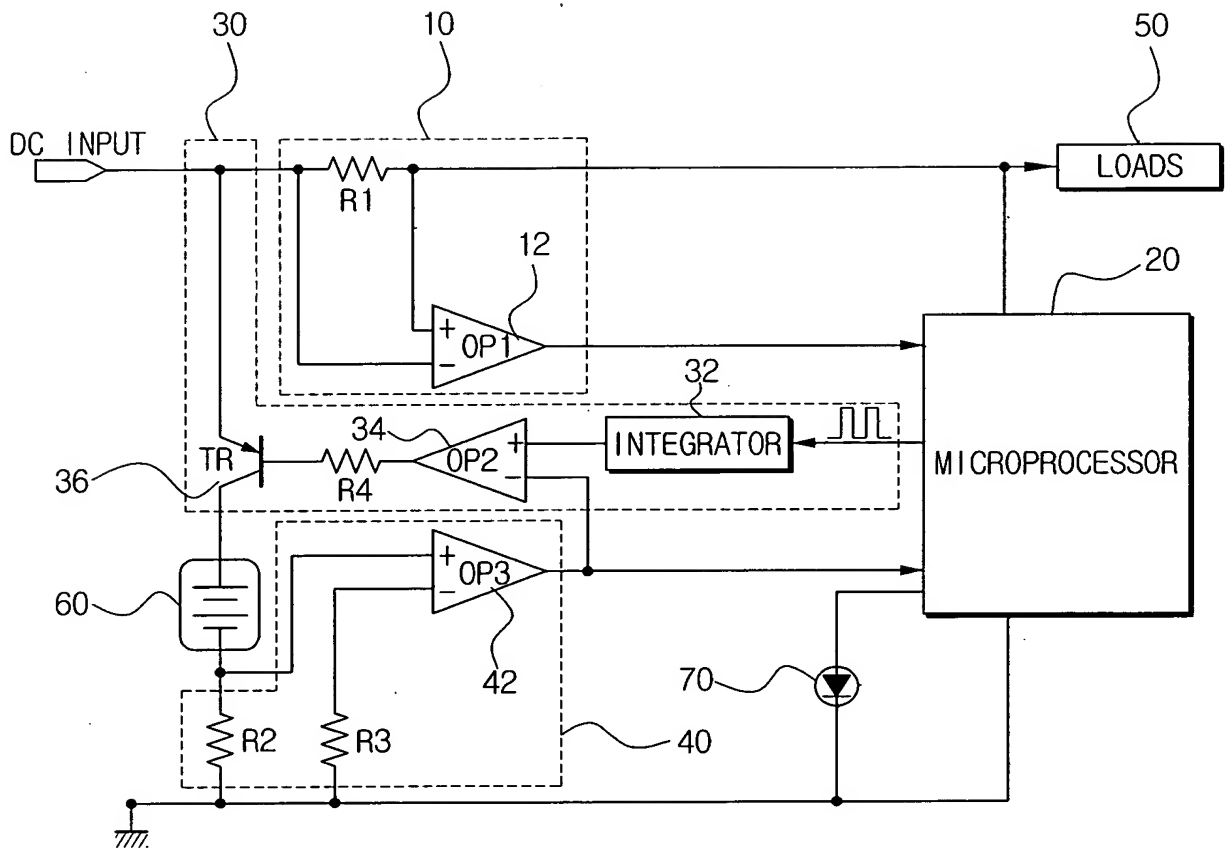 30
10
50
DC INPUT
R1
LOADS
12
20
+
OP1
−
32
34
+
INTEGRATOR
OP2
TR
−
MICROPROCESSOR
36
R4
+
OP3
−
60
42
70
R2
R3
40